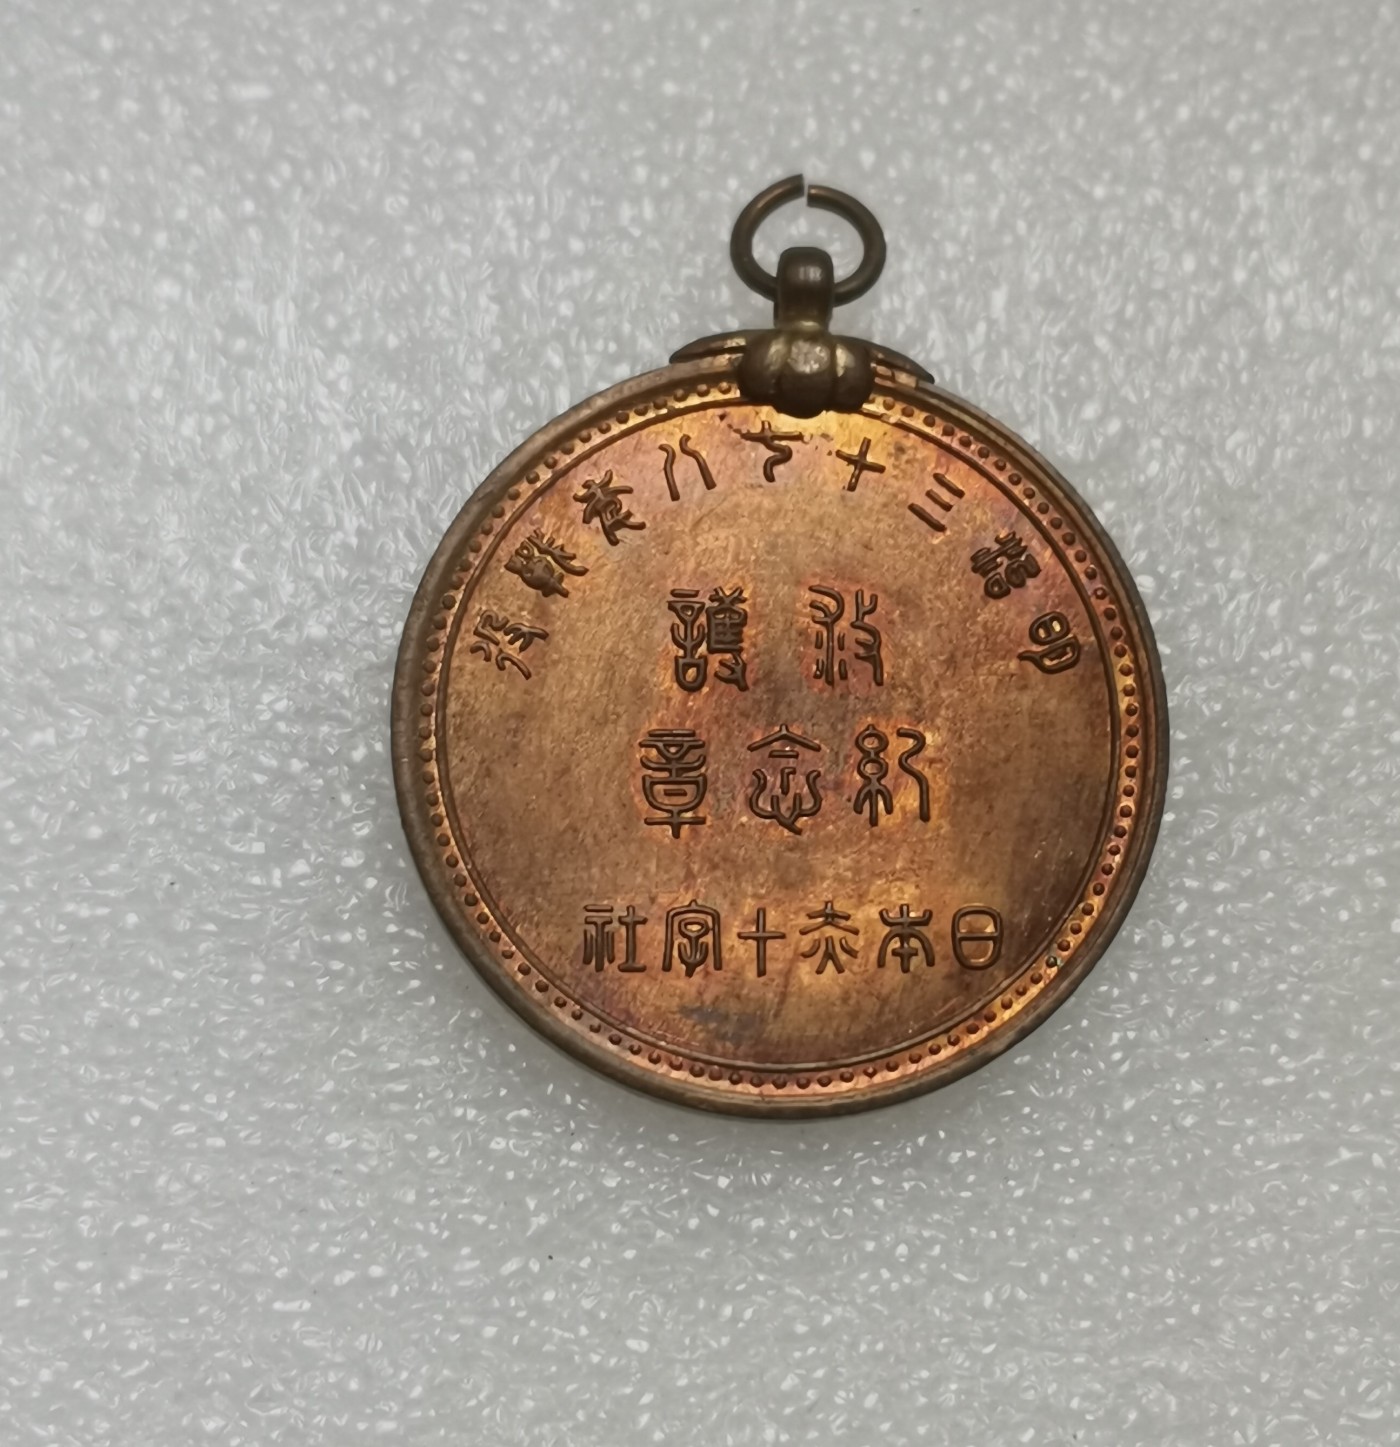 明治三十七八年戰役
救護
紀念章
日本赤十字社